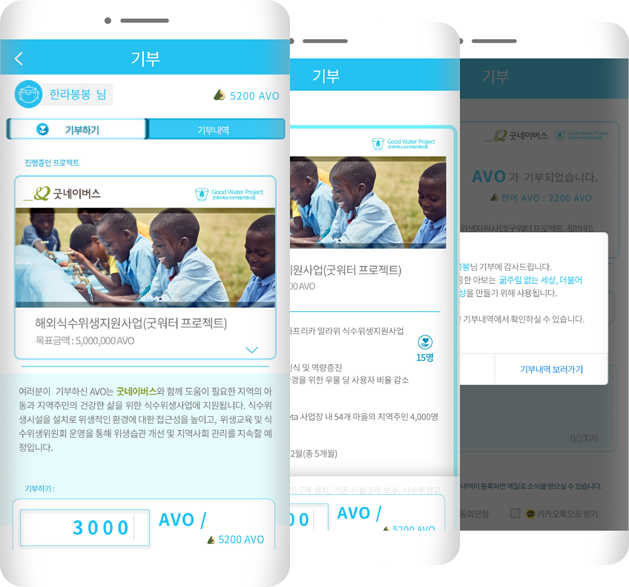 기부
한라봉봉 님
5200 AVO
기부하기
기부내역
진행중인 프로젝트
굿네이버스
Good Water Project
해외식수위생지원사업(굿워터 프로젝트)
목표금액 : 5,000,000 AVO
여러분이 기부하신 AVO는 굿네이버스와 함께 도움이 필요한 지역의 아
동과 지역주민의 건강한 삶을 위한 식수위생사업에 지원됩니다. 식수위
생시설을 설치로 위생적인 환경에 대한 접근성을 높이고, 위생교육 및 식
수위생위원회 운영을 통해 위생습관 개선 및 지역사회 관리를 지속할 예
정입니다.
기부하기 :
3000
AVO /
5200 AVO
기부
Good Water Project
지원사업(굿워터 프로젝트)
00 AVO
프리카 말라위 식수위생지원사업
15명
인식 및 역량증진
경을 위한 우물 당 사용자 비율 감소
eta 사업장 내 54개 마을의 지역주민 4,000명
2월(총 5개월)
00
AVO /
5200 AVO
기부
굿네이버스
Good Water Project
AVO가 기부되었습니다.
잔여 AVO : 2200 AVO
봉님 기부에 감사드립니다.
중한 아보는 굶주림 없는 세상, 더불어
상을 만들기 위해 사용됩니다.
기부내역에서 확인하실 수 있습니다.
기부내역 보러가기
0/100자
내역이 등록되면 메일로 소식를 받으실 수 있습니다.
동의안함
카카오톡으로 받기